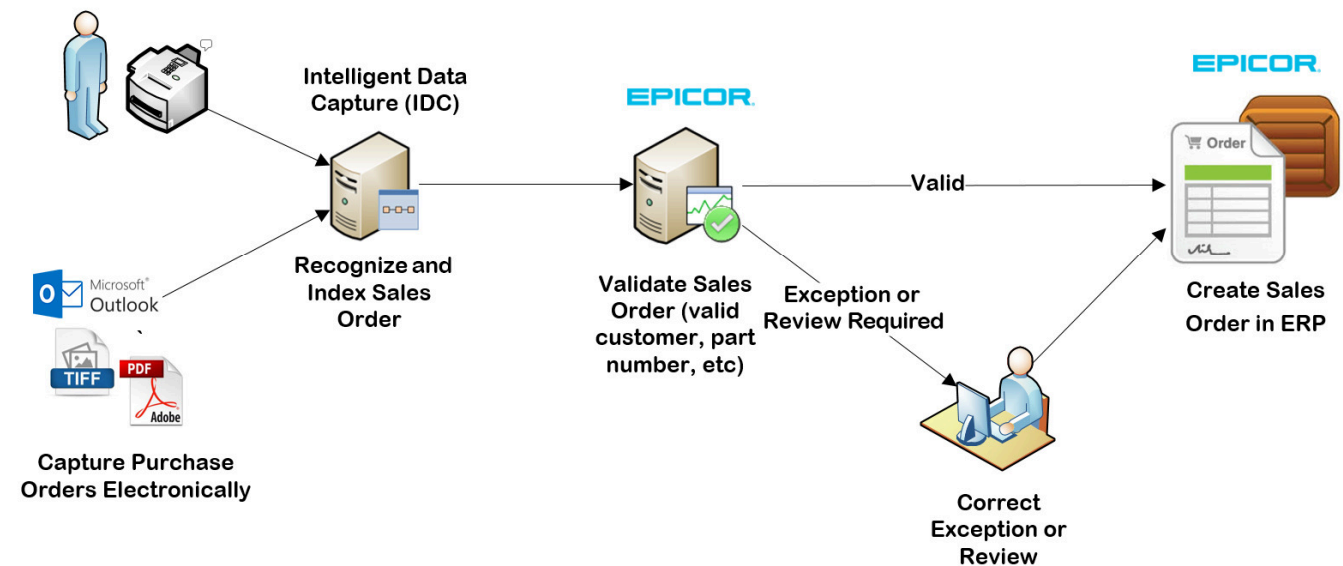 Intelligent Data
Capture (IDC)
Recognize and
Index Sales
Order
Microsoft®
Outlook
O
TIFF
PDF
Adobe
Capture Purchase
Orders Electronically
EPICOR.
Validate Sales
Order (valid
customer, part
number, etc)
Valid
Exception or
Review Required
Correct
Exception or
Review
EPICOR.
Order
Create Sales
Order in ERP